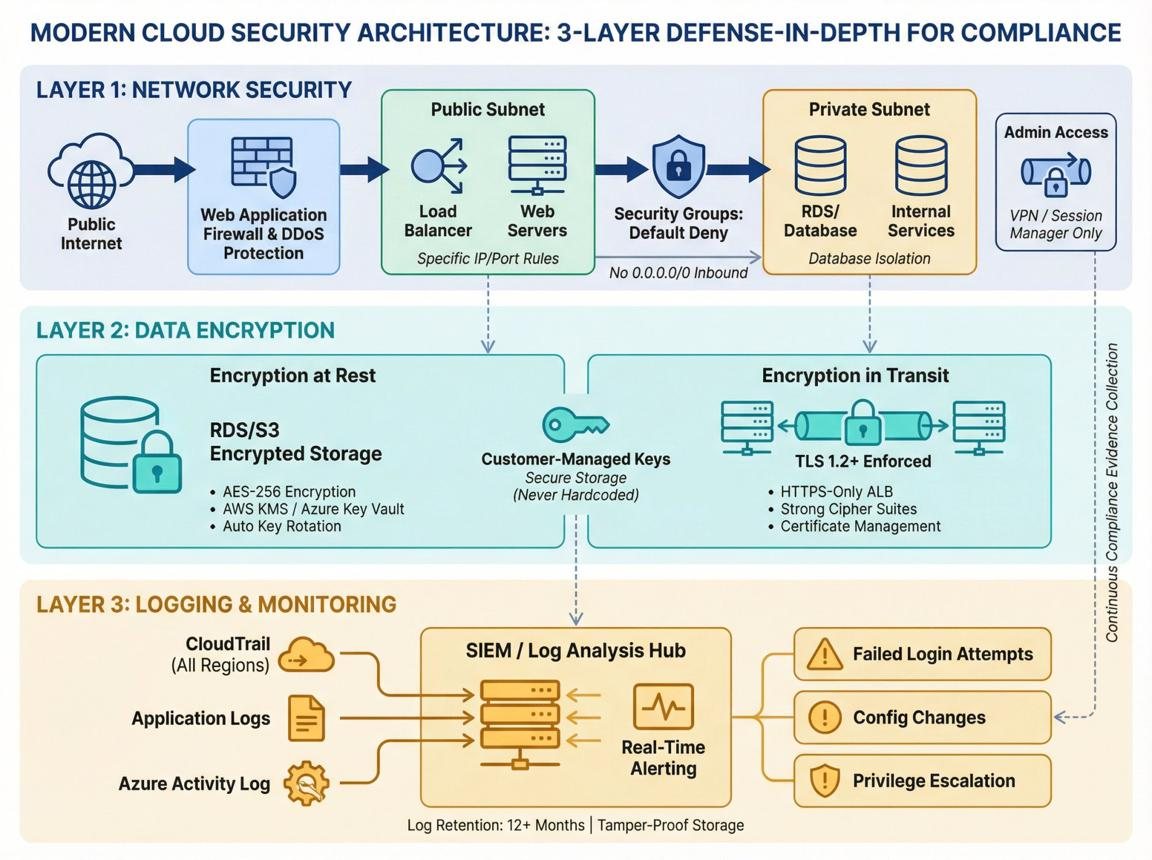 MODERN CLOUD SECURITY ARCHITECTURE: 3-LAYER DEFENSE-IN-DEPTH FOR COMPLIANCE
LAYER 1: NETWORK SECURITY
Public
Internet
Web Application
Firewall & DDoS
Protection
Public Subnet
Load
Balancer
Web
Servers
Specific IP/Port Rules
Security Groups:
Default Deny
No 0.0.0.0/0 Inbound
Private Subnet
RDS/
Database
Internal
Services
Database Isolation
Admin Access
VPN / Session
Manager Only
LAYER 2: DATA ENCRYPTION
Encryption at Rest
RDS/S3
Encrypted Storage
• AES-256 Encryption
• AWS KMS / Azure Key Vault
• Auto Key Rotation
Customer-Managed Keys
Secure Storage
(Never Hardcoded)
Encryption in Transit
TLS 1.2+ Enforced
• HTTPS-Only ALB
• Strong Cipher Suites
• Certificate Management
Continuous Compliance Evidence Collection
LAYER 3: LOGGING & MONITORING
CloudTrail
(All Regions)
Application Logs
Azure Activity Log
SIEM / Log Analysis Hub
Real-Time
Alerting
Failed Login Attempts
Config Changes
Privilege Escalation
Log Retention: 12+ Months | Tamper-Proof Storage